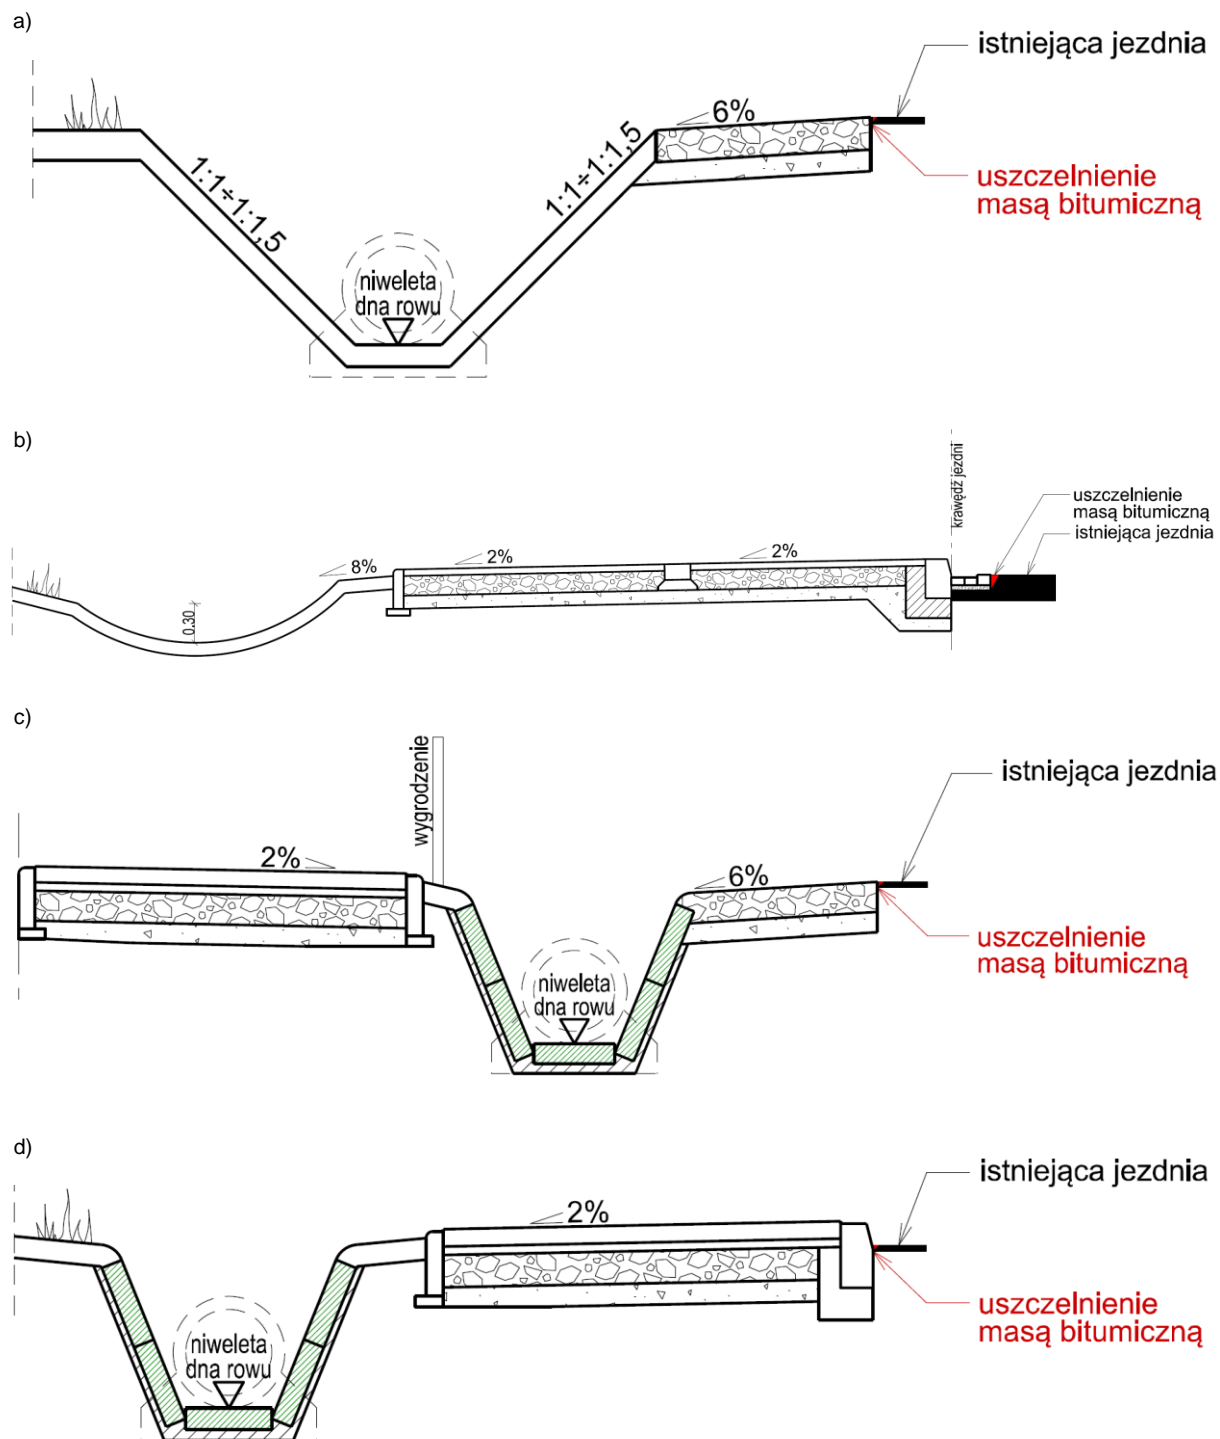 a)
istniejąca jezdnia
6%
1:1÷1:1,5
1:1÷1:1,5
uszczelnienie
masą bitumiczną
niweleta
dna rowu
b)
krawędź jezdni
uszczelnienie
masą bitumiczną
istniejąca jezdnia
8%
2%
2%
0.30
c)
wygrodzenie
istniejąca jezdnia
2%
6%
uszczelnienie
masą bitumiczną
niweleta
dna rowu
d)
istniejąca jezdnia
2%
uszczelnienie
masą bitumiczną
niweleta
dna rowu